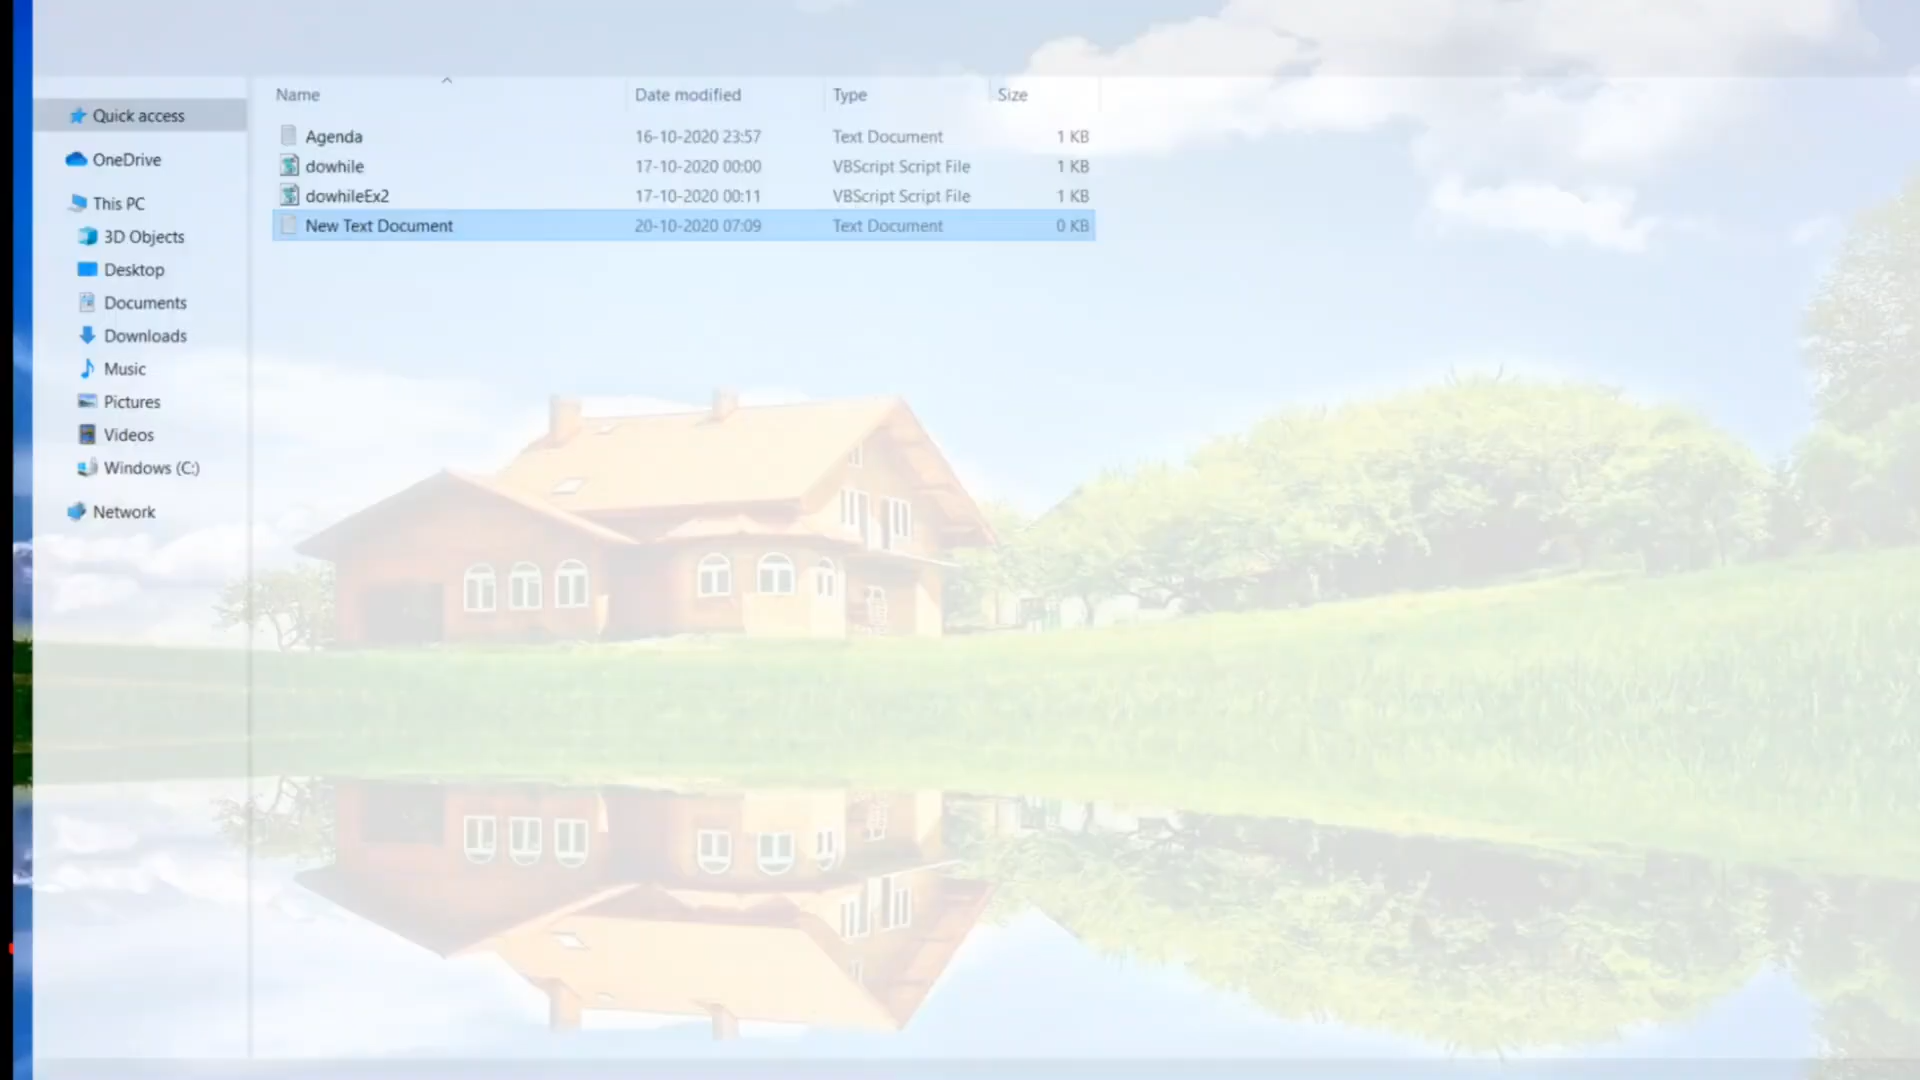 Name Date modified Type Size
Quick access
OneDrive
This PC
3D Objects
Desktop
Documents
Downloads
Music
Pictures
Videos
Windows (C:)
Network
Agenda 16-10-2020 23:57 Text Document 1 KB
dowhile 17-10-2020 00:00 VBScript Script File 1 KB
dowhileEx2 17-10-2020 00:11 VBScript Script File 1 KB
New Text Document 20-10-2020 07:09 Text Document 0 KB